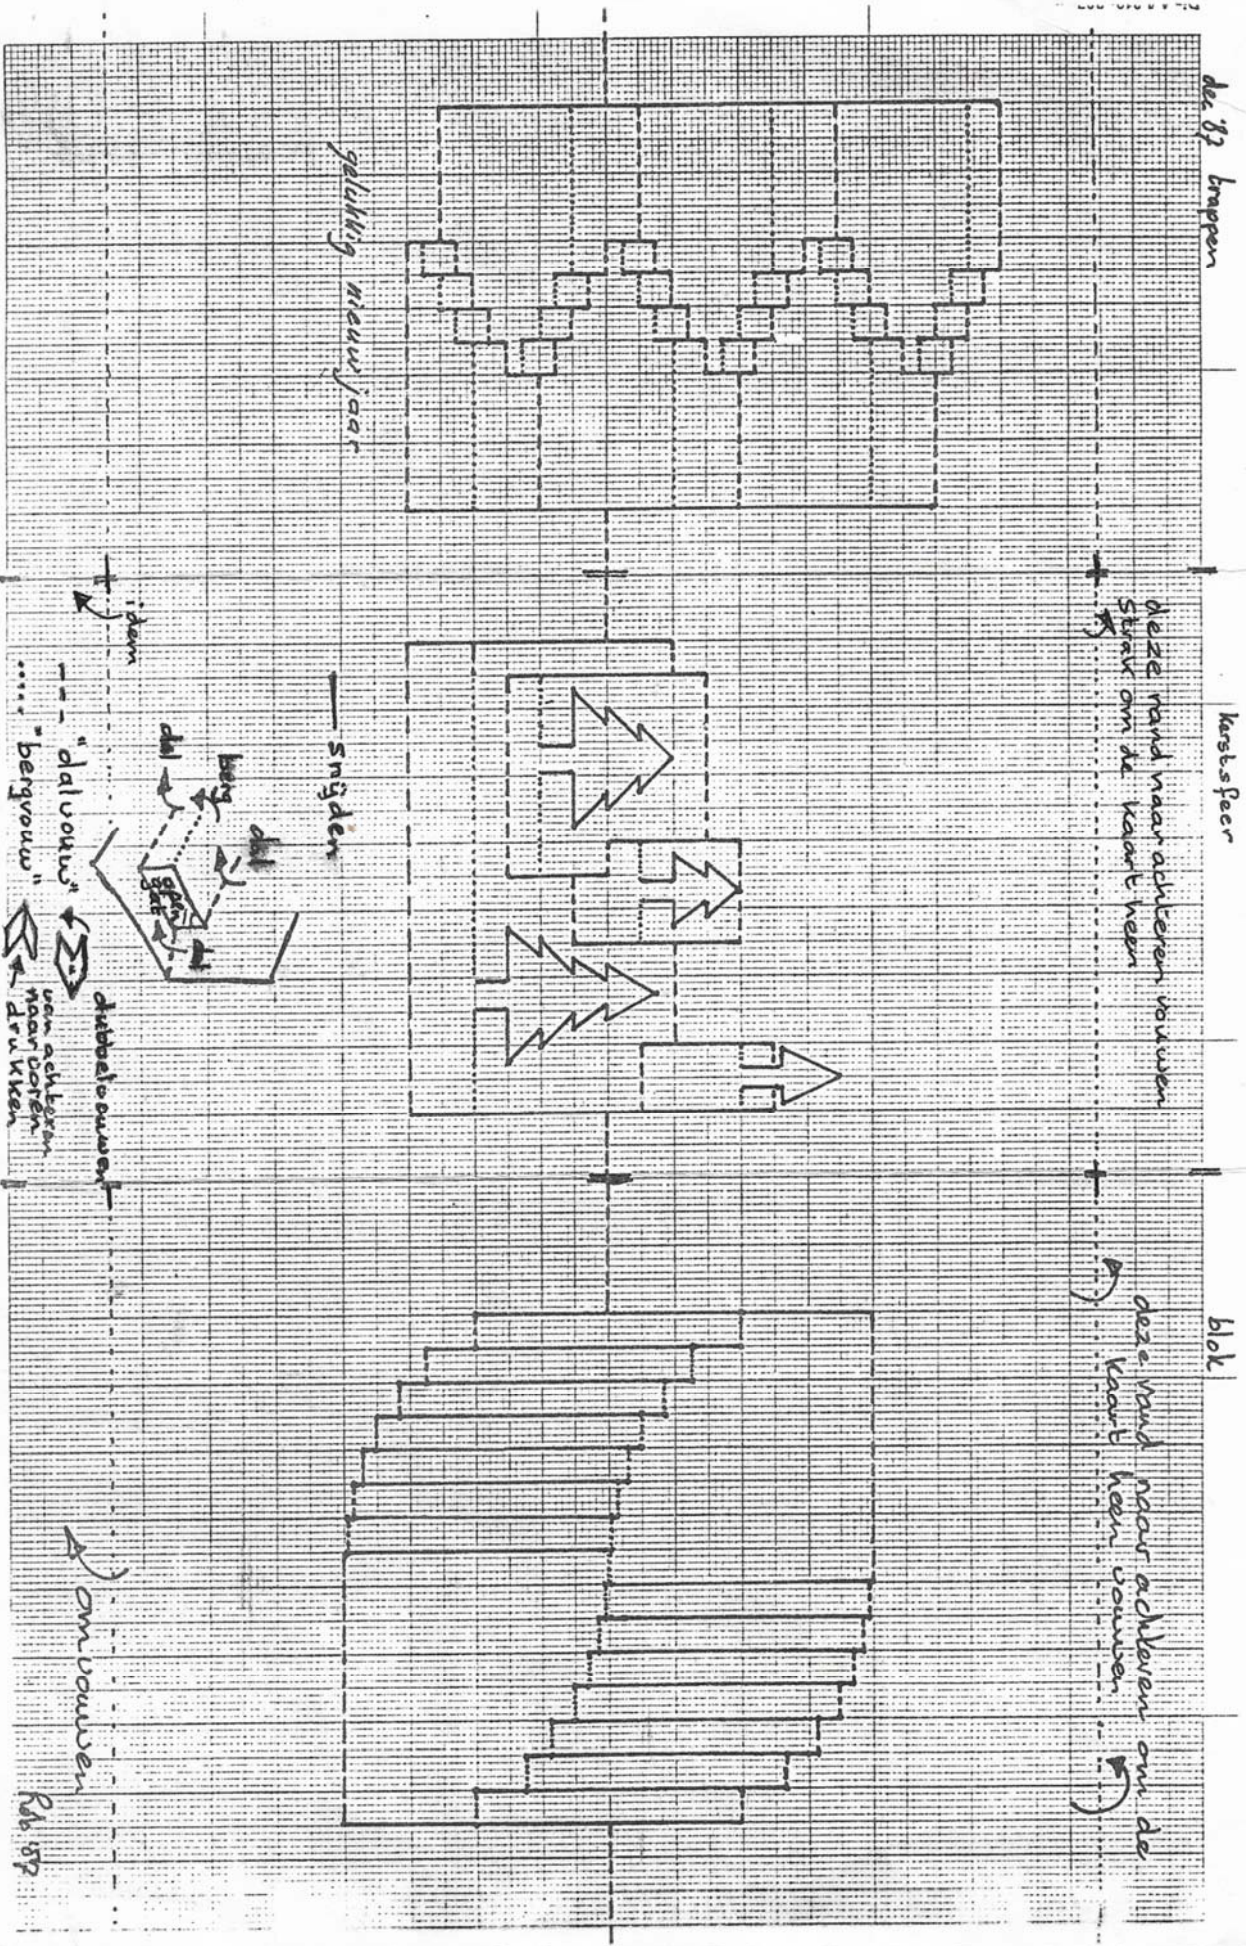 dec '87 trappen
kerstsfeer
blok
deze rand naar achteren vouwen
strak om de kaart heen
deze rand naar achteren om de
kaart heen vouwen
gelukkig nieuwjaar
snijden
idem
--- "dalvouw"
..... "bergvouw"
dal
berg
dal
dal
open
gat
dubbelvouwen
van achteren
naar voren
drukken
omvouwen
Rob '87